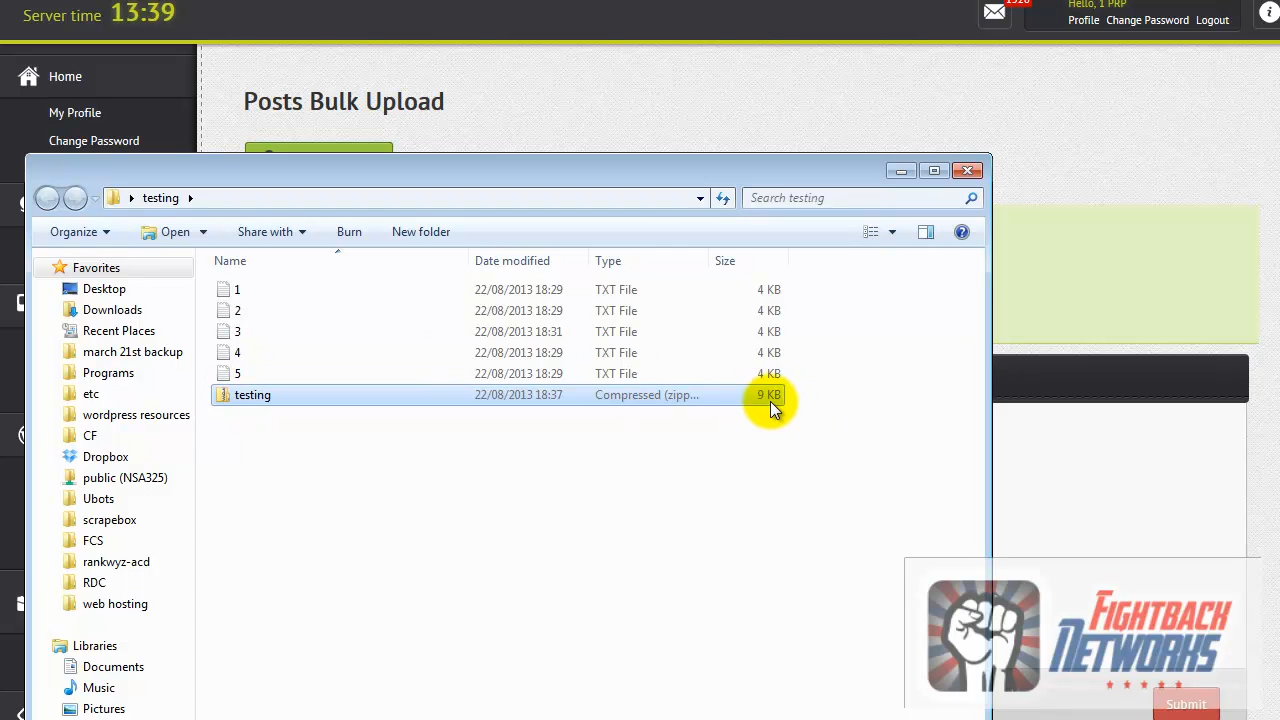 Server time 13:39
1328
Hello, 1 PRP
Profile Change Password Logout
Home
My Profile
Change Password
Posts Bulk Upload
testing
Search testing
Organize Open Share with Burn New folder
Name Date modified Type Size
1 22/08/2013 18:29 TXT File 4 KB
2 22/08/2013 18:29 TXT File 4 KB
3 22/08/2013 18:31 TXT File 4 KB
4 22/08/2013 18:29 TXT File 4 KB
5 22/08/2013 18:29 TXT File 4 KB
testing 22/08/2013 18:37 Compressed (zipp... 9 KB
Favorites
Desktop
Downloads
Recent Places
march 21st backup
Programs
etc
wordpress resources
CF
Dropbox
public (NSA325)
Ubots
scrapebox
FCS
rankwyz-acd
RDC
web hosting
Libraries
Documents
Music
Pictures
FIGHTBACK
NETWORKS
Submit